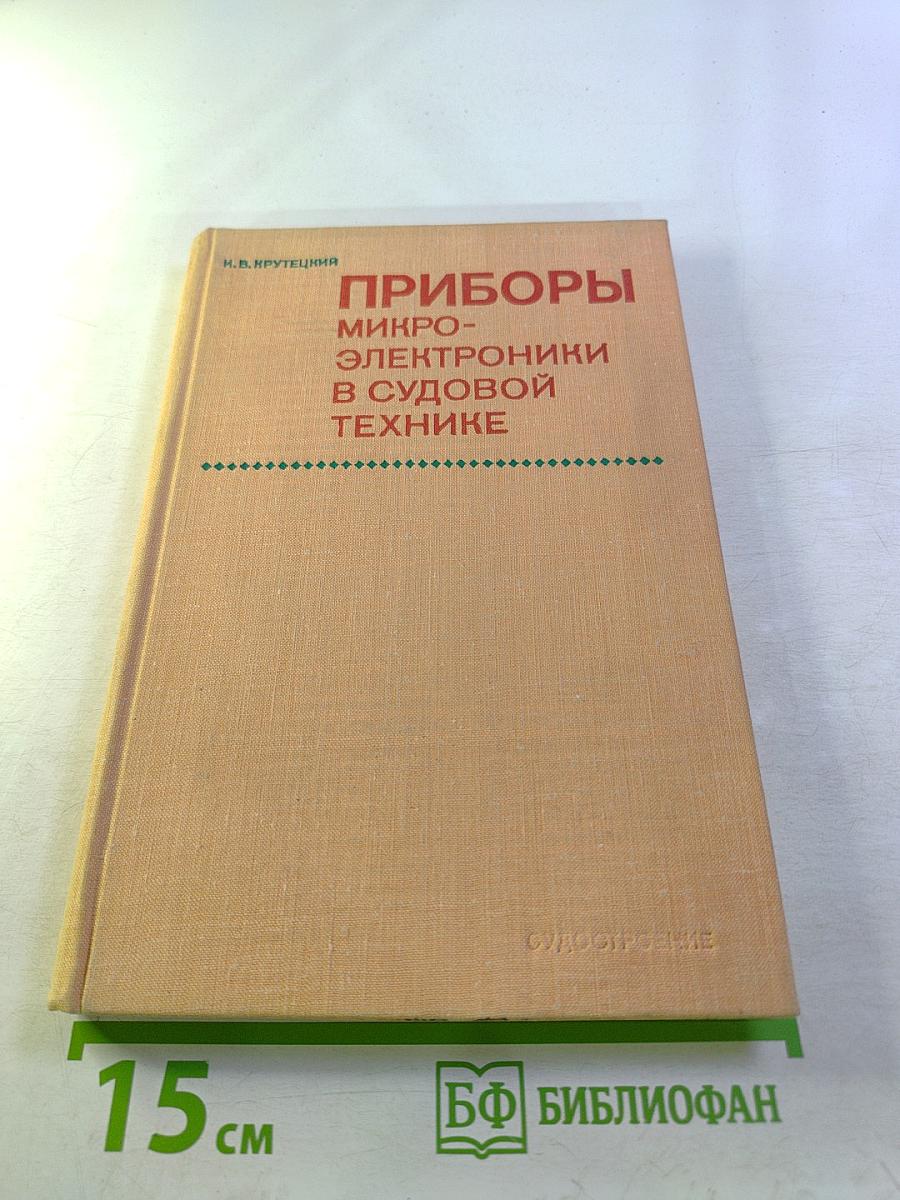 И. В. КРУТЕЦКИЙ
ПРИБОРЫ
МИКРО-
ЭЛЕКТРОНИКИ
В СУДОВОЙ
ТЕХНИКЕ
СУДОСТРОЕНИЕ
15 см
БФ БИБЛИОФАН